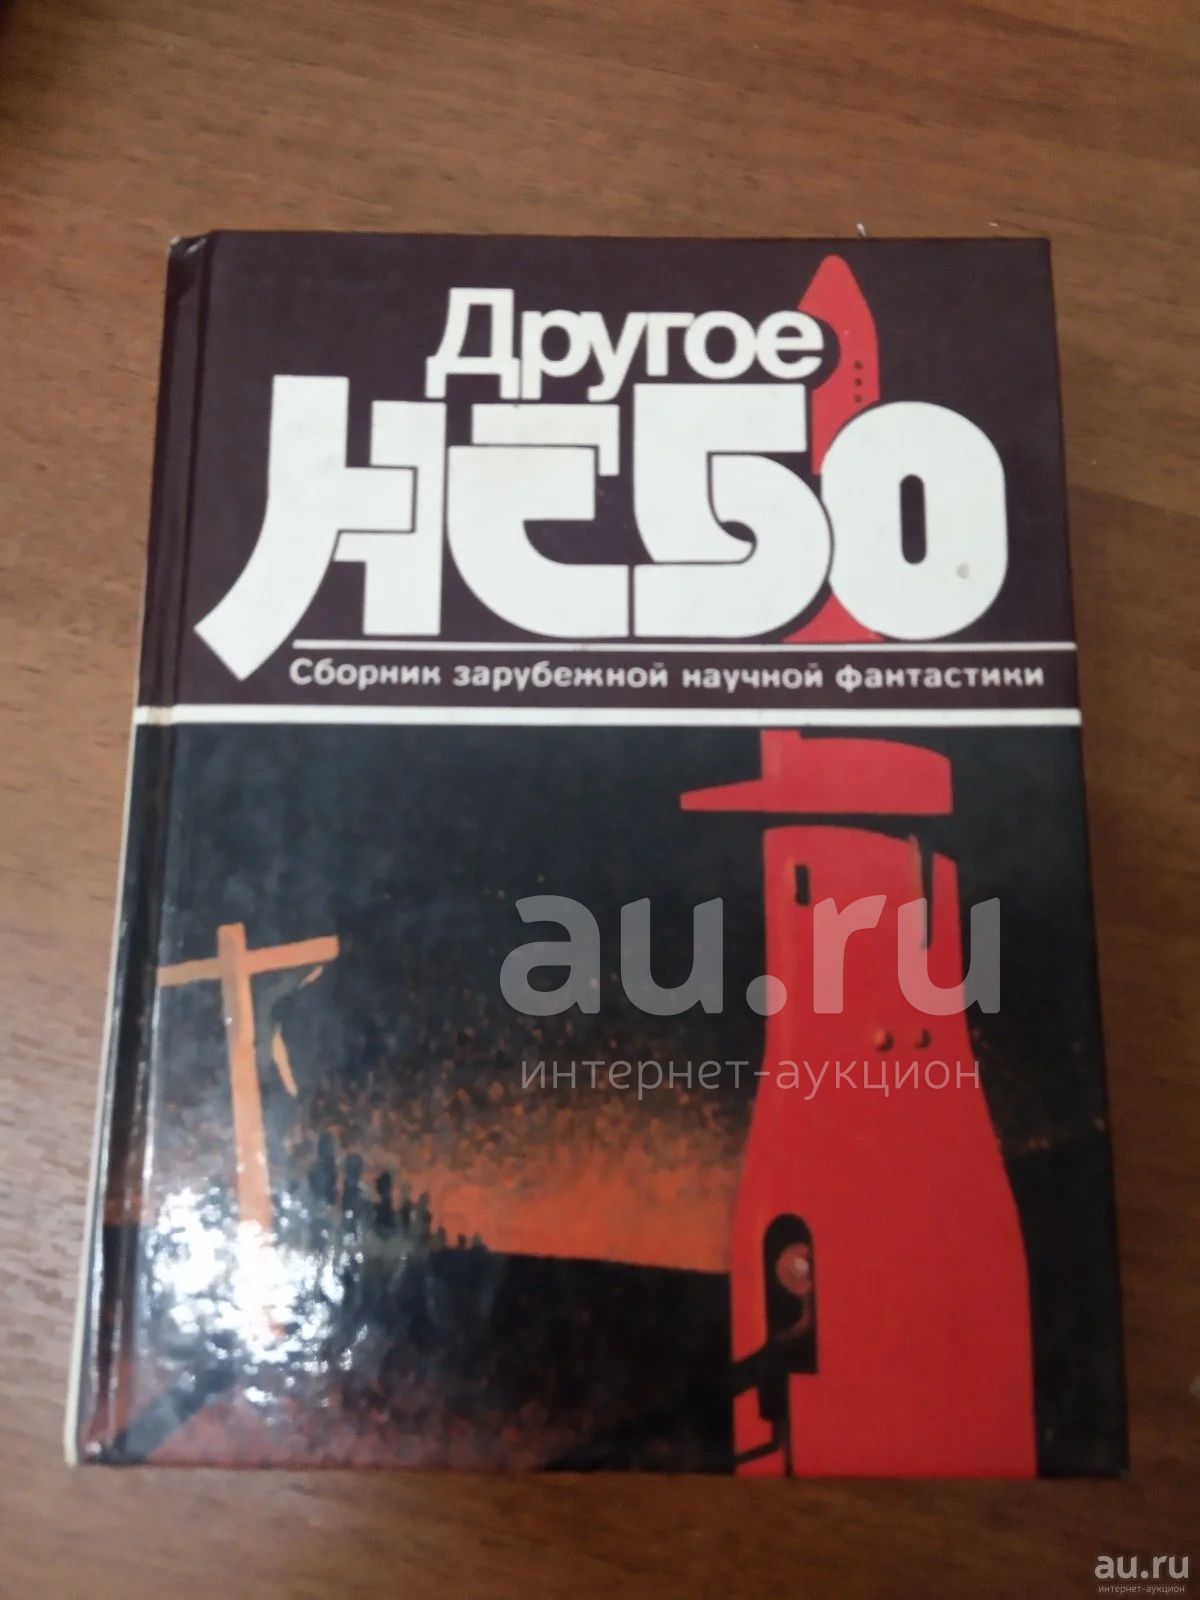 Другое
НЕБО
Сборник зарубежной научной фантастики
au.ru
интернет-аукцион
au.ru
интернет-аукцион